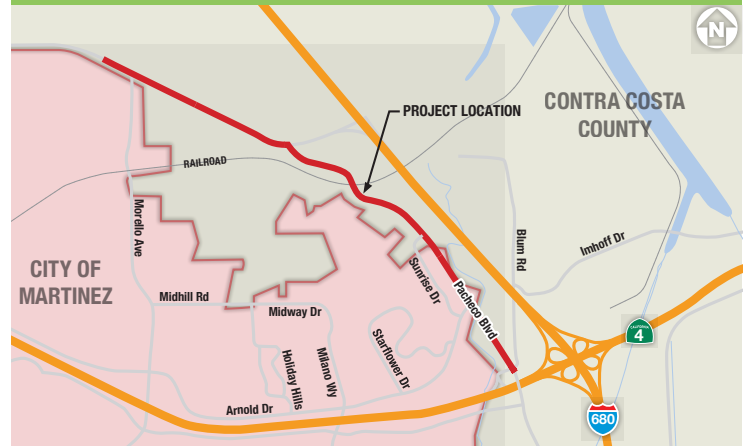 N
PROJECT LOCATION
CONTRA COSTA
COUNTY
RAILROAD
Morello Ave
Blum Rd
Imhoff Dr
CITY OF
MARTINEZ
Sunrise Dr
Pacheco Blvd
Midhill Rd
Midway Dr
Starflower Dr
CALIFORNIA
4
Holiday Hills
Milano Wy
Arnold Dr
680